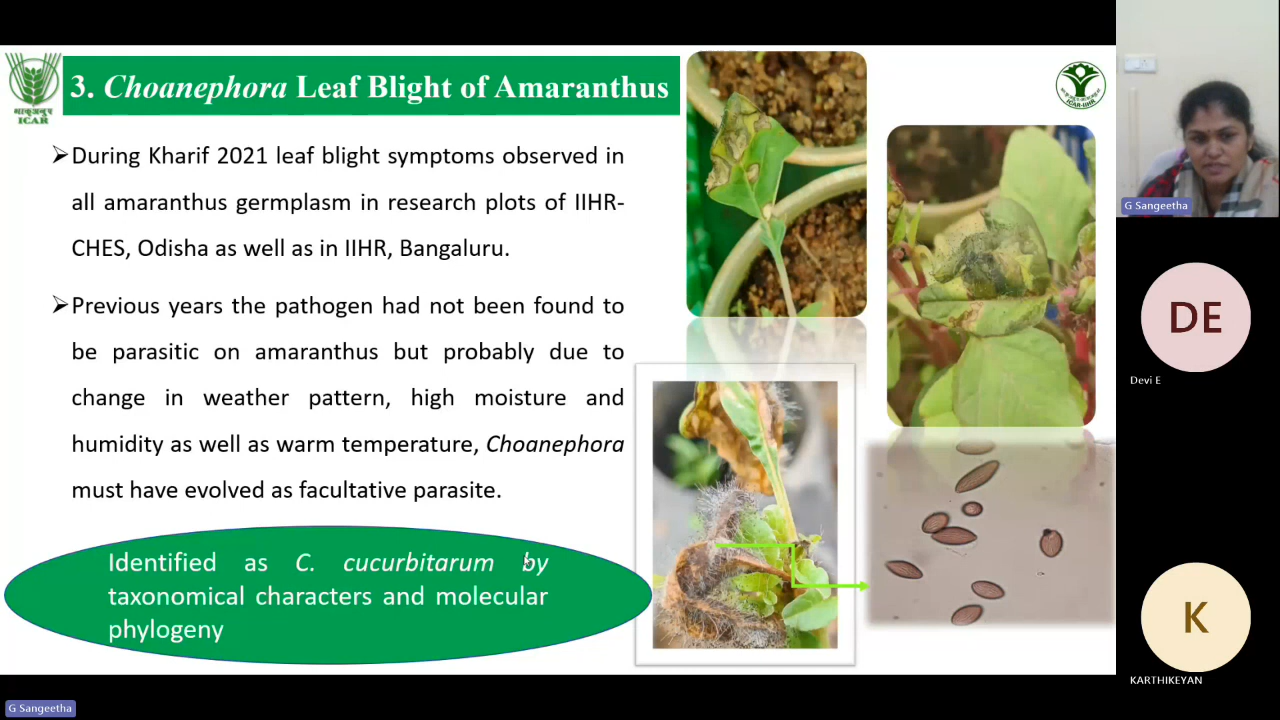 3. Choanephora Leaf Blight of Amaranthus
ICAR
ICAR-IIHR
➢During Kharif 2021 leaf blight symptoms observed in
all amaranthus germplasm in research plots of IIHR-
CHES, Odisha as well as in IIHR, Bangaluru.
➢Previous years the pathogen had not been found to
be parasitic on amaranthus but probably due to
change in weather pattern, high moisture and
humidity as well as warm temperature, Choanephora
must have evolved as facultative parasite.
Identified as C. cucurbitarum by
taxonomical characters and molecular
phylogeny
G Sangeetha
DE
Devi E
K
KARTHIKEYAN
G Sangeetha